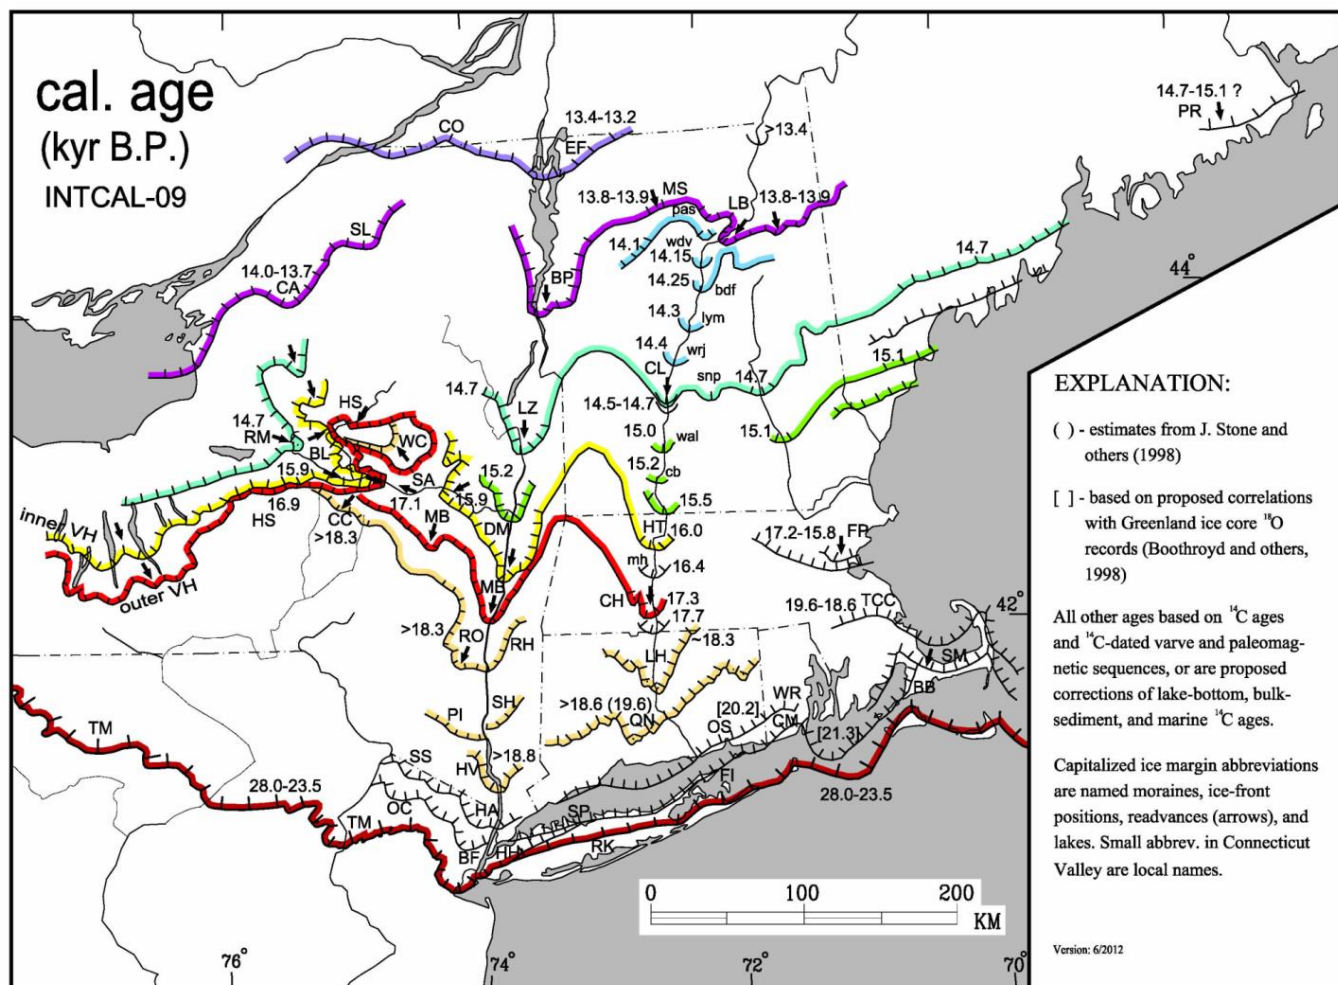 cal. age
(kyr B.P.)
INTCAL-09
14.7-15.1 ?
PR
13.4-13.2
CO
EF
>13.4
MS
13.8-13.9
LB
13.8-13.9
pas
SL
14.0-13.7
CA
wdv
14.1
14.15
14.7
44°
BP
14.25
bdf
14.3
lym
14.4
wrj
CL
snp
14.7
15.1
14.7
HS
LZ
14.5-14.7
14.7
RM
WC
15.0
wal
15.1
BL
15.9
SA
15.2
15.2
cb
16.9
17.1
15.9
15.5
HS
CC
MB
DM
HT
16.0
inner VH
>18.3
17.2-15.8
FP
mh
16.4
outer VH
MB
CH
17.3
19.6-18.6
TCC
42°
17.7
>18.3
RO
RH
18.3
LH
SM
>18.6 (19.6)
WR
BB
PI
SH
QN
[20.2]
CM
OS
TM
[21.3]
SS
HV
>18.8
FI
28.0-23.5
28.0-23.5
OC
HA
SP
TM
BF
HH
RK
0 100 200
KM
76°
74°
72°
70°
EXPLANATION:
( ) - estimates from J. Stone and
others (1998)
[ ] - based on proposed correlations
with Greenland ice core ¹⁸O
records (Boothroyd and others,
1998)
All other ages based on ¹⁴C ages
and ¹⁴C-dated varve and paleomag-
netic sequences, or are proposed
corrections of lake-bottom, bulk-
sediment, and marine ¹⁴C ages.
Capitalized ice margin abbreviations
are named moraines, ice-front
positions, readvances (arrows), and
lakes. Small abbrev. in Connecticut
Valley are local names.
Version: 6/2012